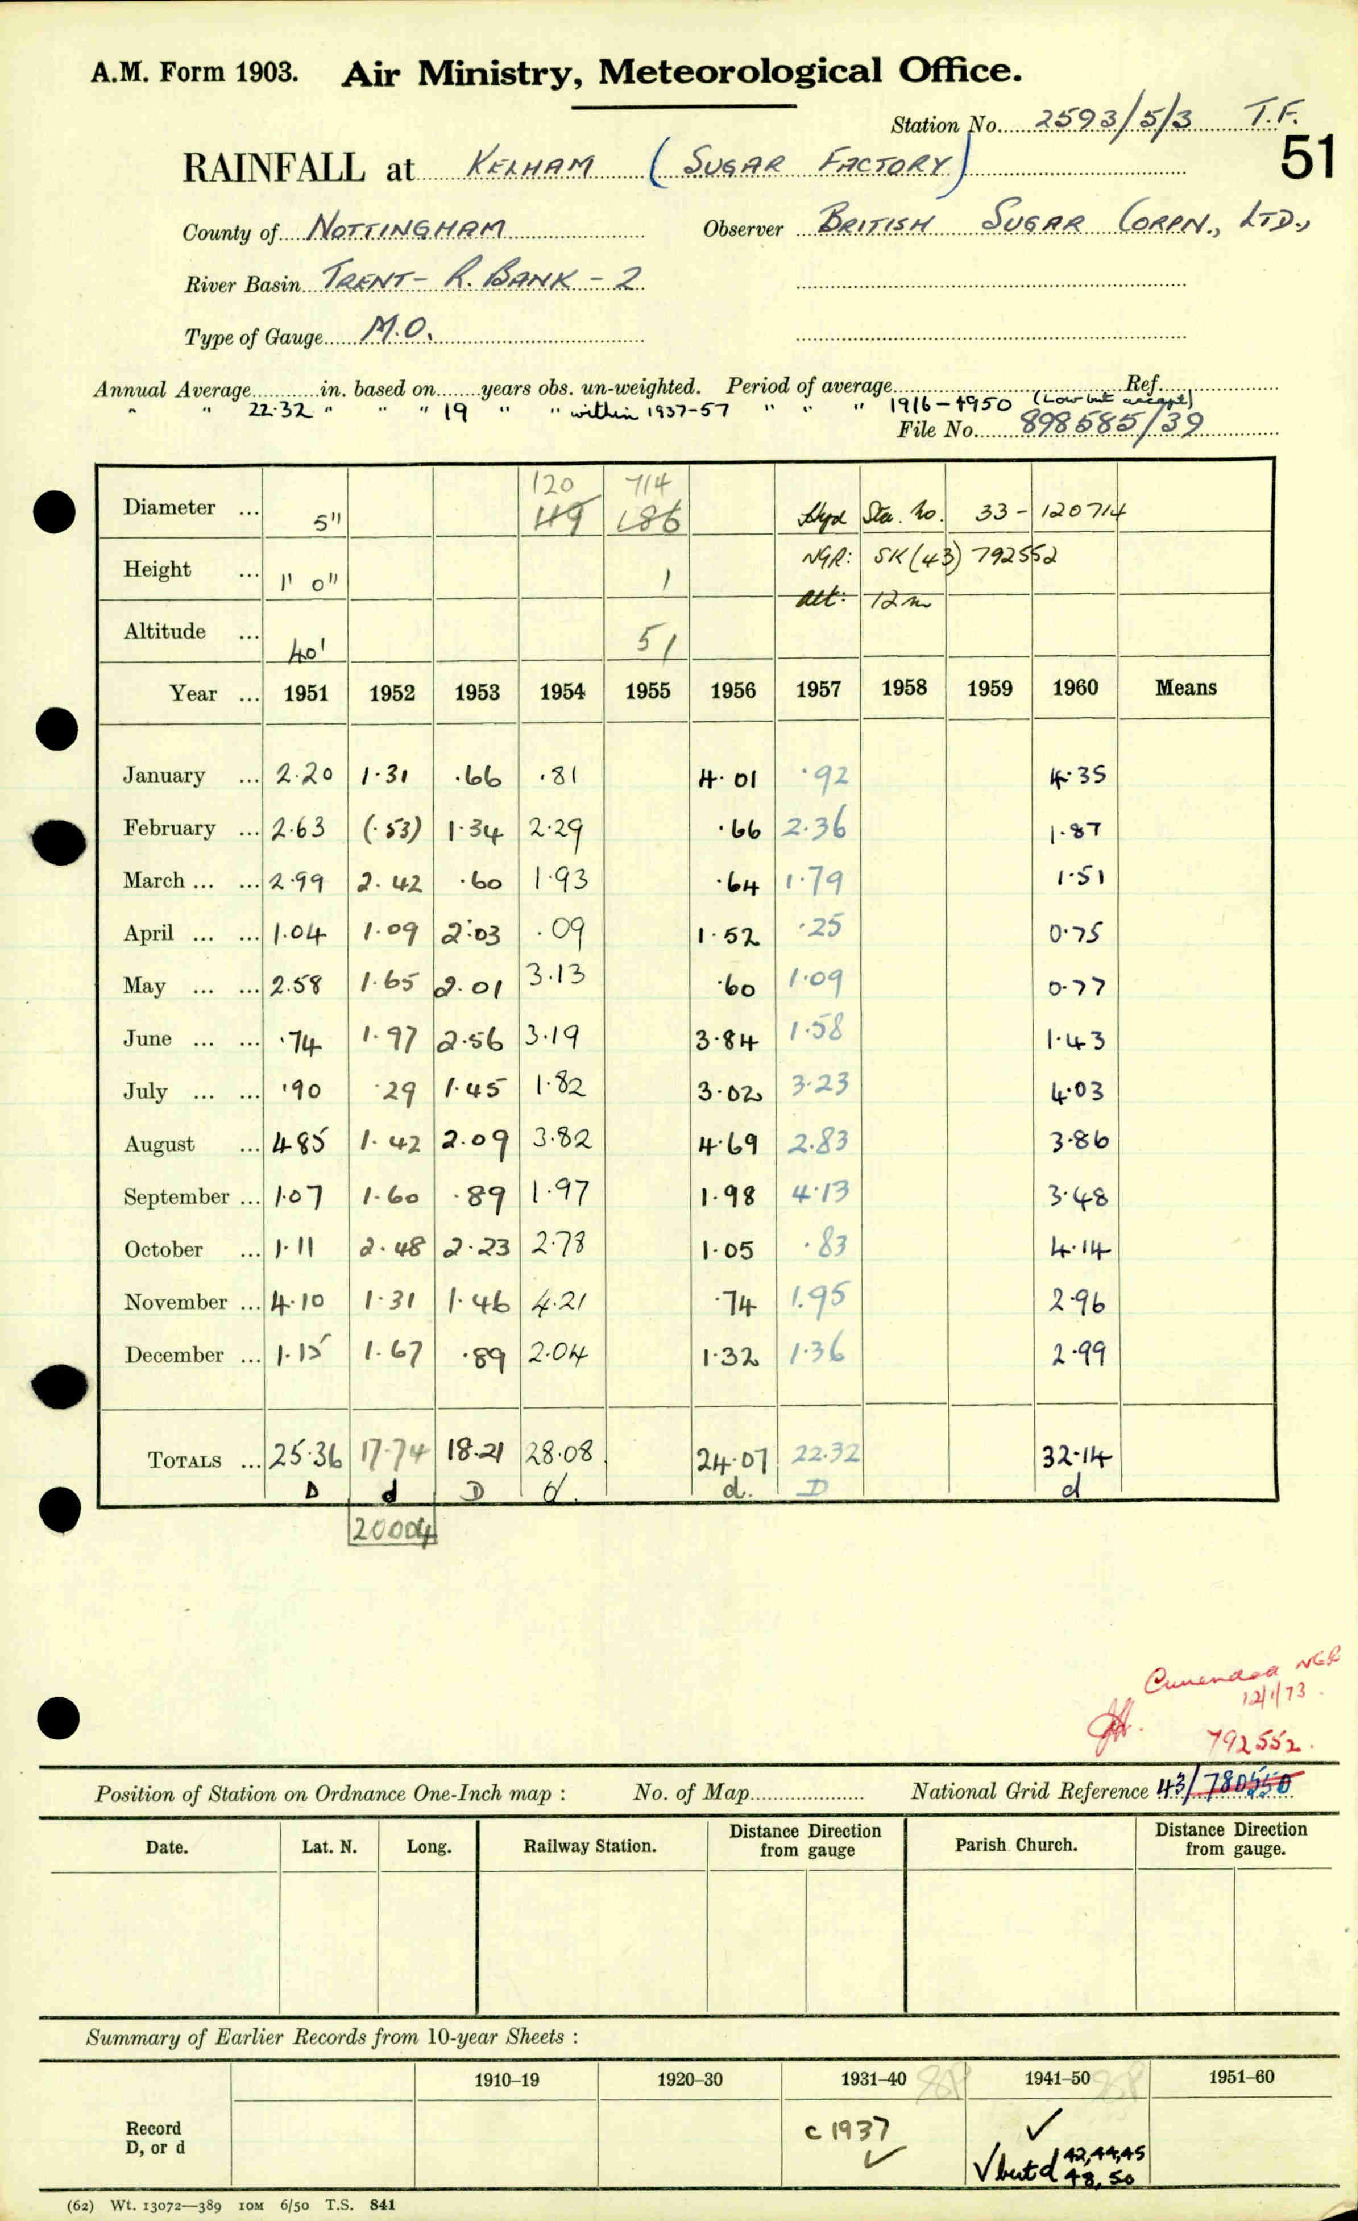 A.M. Form 1903. Air Ministry, Meteorological Office.
Station No. 2593/5/3 T.F.
51
RAINFALL at KELHAM (SUGAR FACTORY)
County of NOTTINGHAM Observer BRITISH SUGAR CORPN., LTD.,
River Basin TRENT - R. BANK - 2
Type of Gauge M.O.
Annual Average in. based on years obs. un-weighted. Period of average Ref.
" " 22.32 " " " 19 " " within 1937-57 " " " 1916-1950 (Low but accept)
File No. 898585/39
120 714
Diameter ... 5" 119 186 Hyd Sta. No. 33 - 120714
NGR: SK (43) 792552
Height ... 1' 0" 1
Alt: 12 m
Altitude ... 40' 51
Year ... 1951 1952 1953 1954 1955 1956 1957 1958 1959 1960 Means
January ... 2.20 1.31 .66 .81 4.01 .92 4.35
February ... 2.63 (.53) 1.34 2.29 .66 2.36 1.87
March ... ... 2.99 2.42 .60 1.93 .64 1.79 1.51
April ... ... 1.04 1.09 2.03 .09 1.52 .25 0.75
May ... ... 2.58 1.65 2.01 3.13 .60 1.09 0.77
June ... ... .74 1.97 2.56 3.19 3.84 1.58 1.43
July ... ... .90 .29 1.45 1.82 3.02 3.23 4.03
August ... 4.85 1.42 2.09 3.82 4.69 2.83 3.86
September ... 1.07 1.60 .89 1.97 1.98 4.13 3.48
October ... 1.11 2.48 2.23 2.78 1.05 .83 4.14
November ... 4.10 1.31 1.46 4.21 .74 1.95 2.96
December ... 1.15 1.67 .89 2.04 1.32 1.36 2.99
TOTALS ... 25.36 17.74 18.21 28.08 24.07 22.32 32.14
D d D d. d. D d
20004
NGR
12/1/73.
792552.
Position of Station on Ordnance One-Inch map : No. of Map National Grid Reference 43/780550
Date. Lat. N. Long. Railway Station. Distance from Direction gauge Parish Church. Distance from Direction gauge.
Summary of Earlier Records from 10-year Sheets :
1910–19 1920–30 1931–40 1941–50 1951–60
Record D, or d c 1937 ✓ ✓
✓ but d 42, 44, 45
48, 50
(62) Wt. 13072—389 10M 6/50 T.S. 841